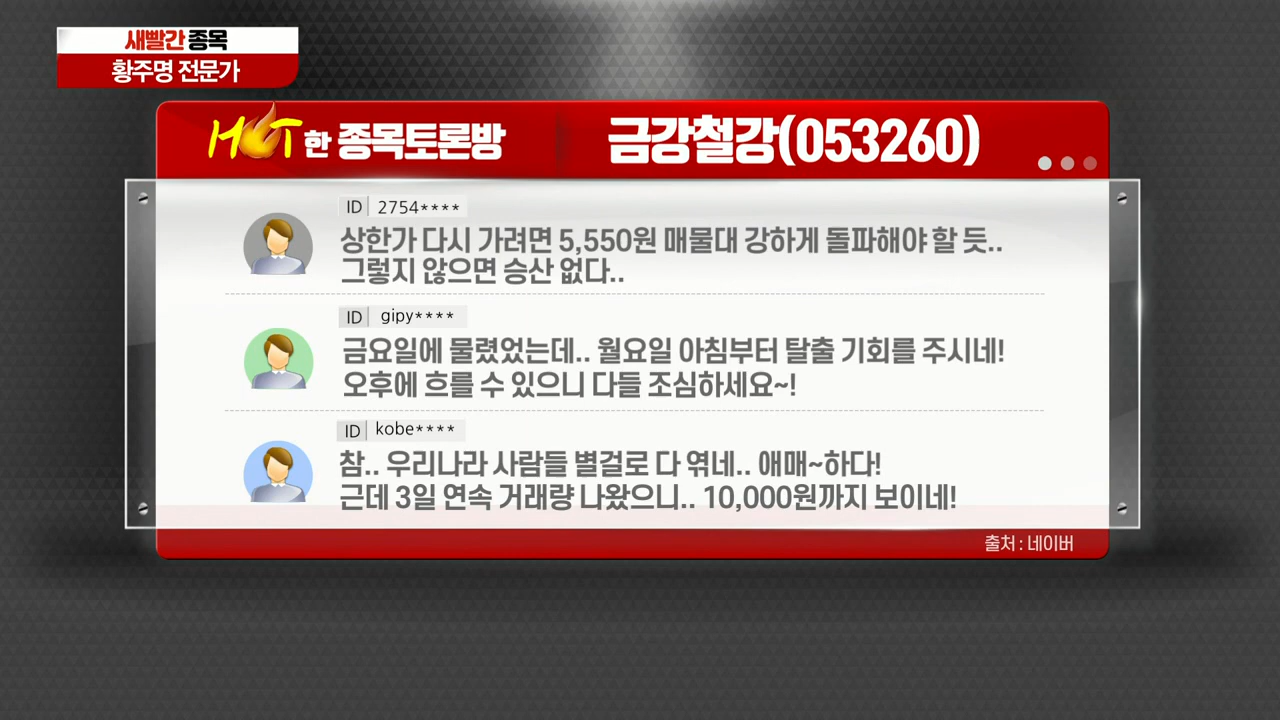 새빨간 종목
황주명 전문가
HOT한 종목토론방
금강철강(053260)
ID 2754****
상한가 다시 가려면 5,550원 매물대 강하게 돌파해야 할 듯..
그렇지 않으면 승산 없다..
ID gipy****
금요일에 물렸었는데.. 월요일 아침부터 탈출 기회를 주시네!
오후에 흐를 수 있으니 다들 조심하세요~!
ID kobe****
참.. 우리나라 사람들 별걸로 다 엮네.. 애매~하다!
근데 3일 연속 거래량 나왔으니.. 10,000원까지 보이네!
출처 : 네이버